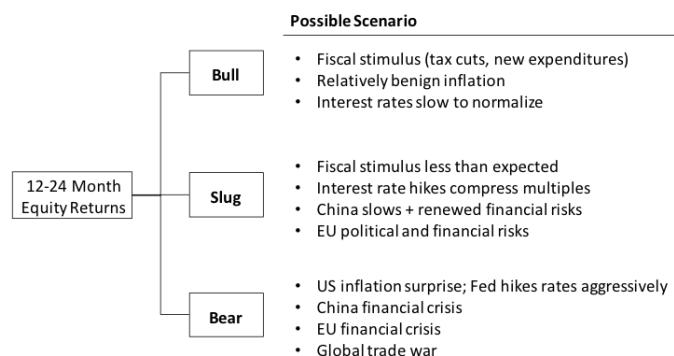 Possible Scenario
Bull
• Fiscal stimulus (tax cuts, new expenditures)
• Relatively benign inflation
• Interest rates slow to normalize
12-24 Month
Equity Returns
Slug
• Fiscal stimulus less than expected
• Interest rate hikes compress multiples
• China slows + renewed financial risks
• EU political and financial risks
Bear
• US inflation surprise; Fed hikes rates aggressively
• China financial crisis
• EU financial crisis
• Global trade war